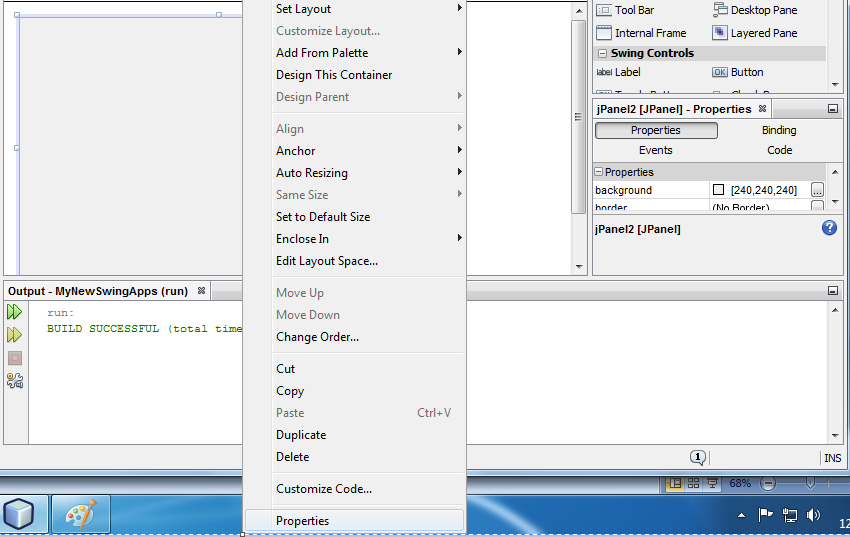 Set Layout
Customize Layout...
Add From Palette
Design This Container
Design Parent
Align
Anchor
Auto Resizing
Same Size
Set to Default Size
Enclose In
Edit Layout Space...
Move Up
Move Down
Change Order...
Cut
Copy
Paste Ctrl+V
Duplicate
Delete
Customize Code...
Properties
Tool Bar Desktop Pane
Internal Frame Layered Pane
Swing Controls
label Label OK Button
jPanel2 [JPanel] - Properties
Properties Binding
Events Code
Properties
background [240,240,240] ...
border (No Border)
jPanel2 [JPanel]
Output - MyNewSwingApps (run)
run:
BUILD SUCCESSFUL (total time
1 INS
68%
12